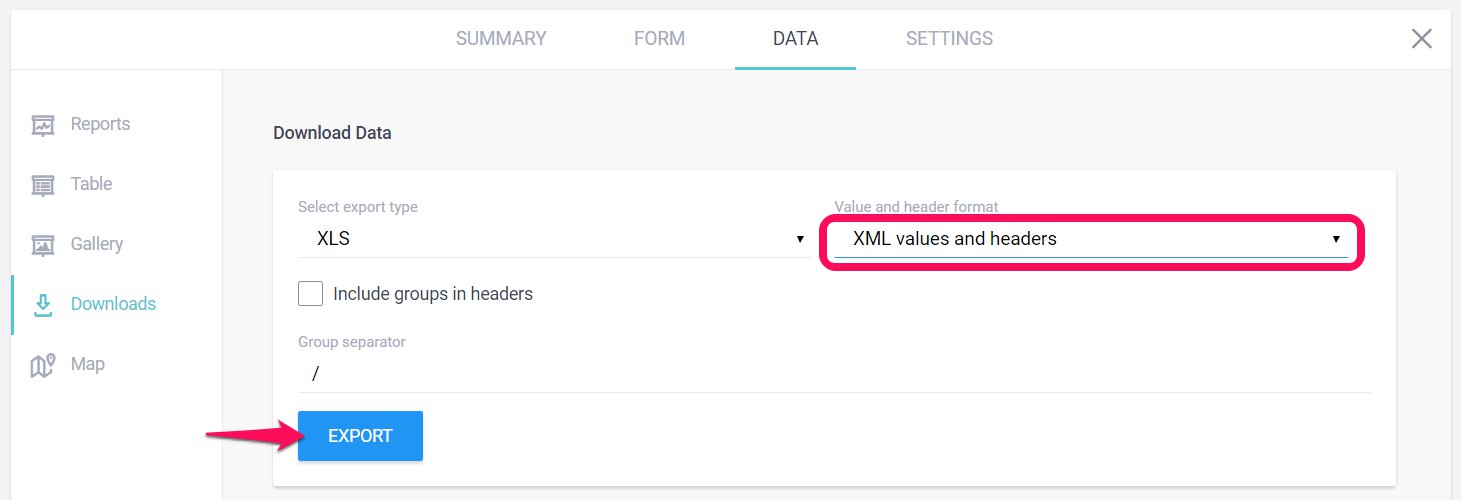 SUMMARY FORM DATA SETTINGS
Reports
Table
Gallery
Downloads
Map
Download Data
Select export type
XLS
Value and header format
XML values and headers
Include groups in headers
Group separator
/
EXPORT